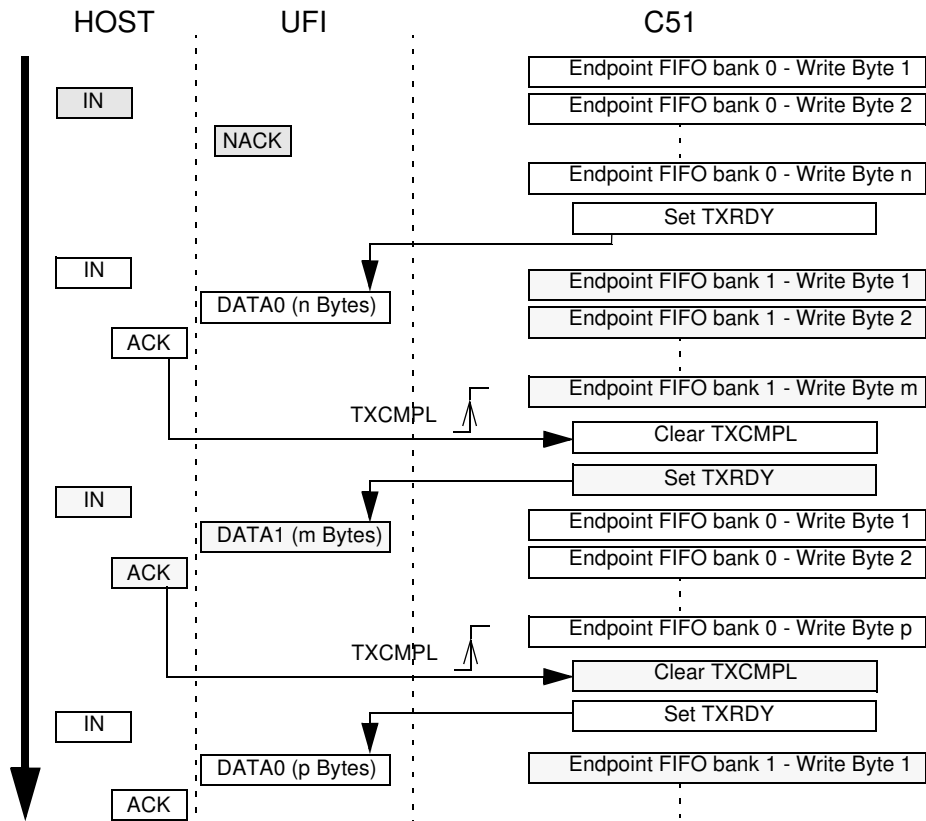 HOST UFI C51
Endpoint FIFO bank 0 - Write Byte 1
IN
Endpoint FIFO bank 0 - Write Byte 2
NACK
Endpoint FIFO bank 0 - Write Byte n
Set TXRDY
IN
Endpoint FIFO bank 1 - Write Byte 1
DATA0 (n Bytes)
Endpoint FIFO bank 1 - Write Byte 2
ACK
Endpoint FIFO bank 1 - Write Byte m
TXCMPL
Clear TXCMPL
Set TXRDY
IN
Endpoint FIFO bank 0 - Write Byte 1
DATA1 (m Bytes)
Endpoint FIFO bank 0 - Write Byte 2
ACK
Endpoint FIFO bank 0 - Write Byte p
TXCMPL
Clear TXCMPL
Set TXRDY
IN
DATA0 (p Bytes)
Endpoint FIFO bank 1 - Write Byte 1
ACK